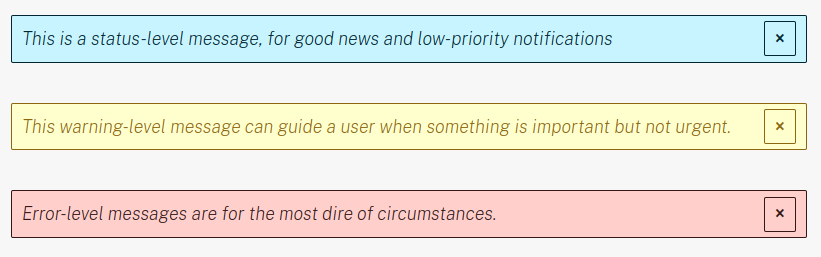 This is a status-level message, for good news and low-priority notifications ×
This warning-level message can guide a user when something is important but not urgent. ×
Error-level messages are for the most dire of circumstances. ×